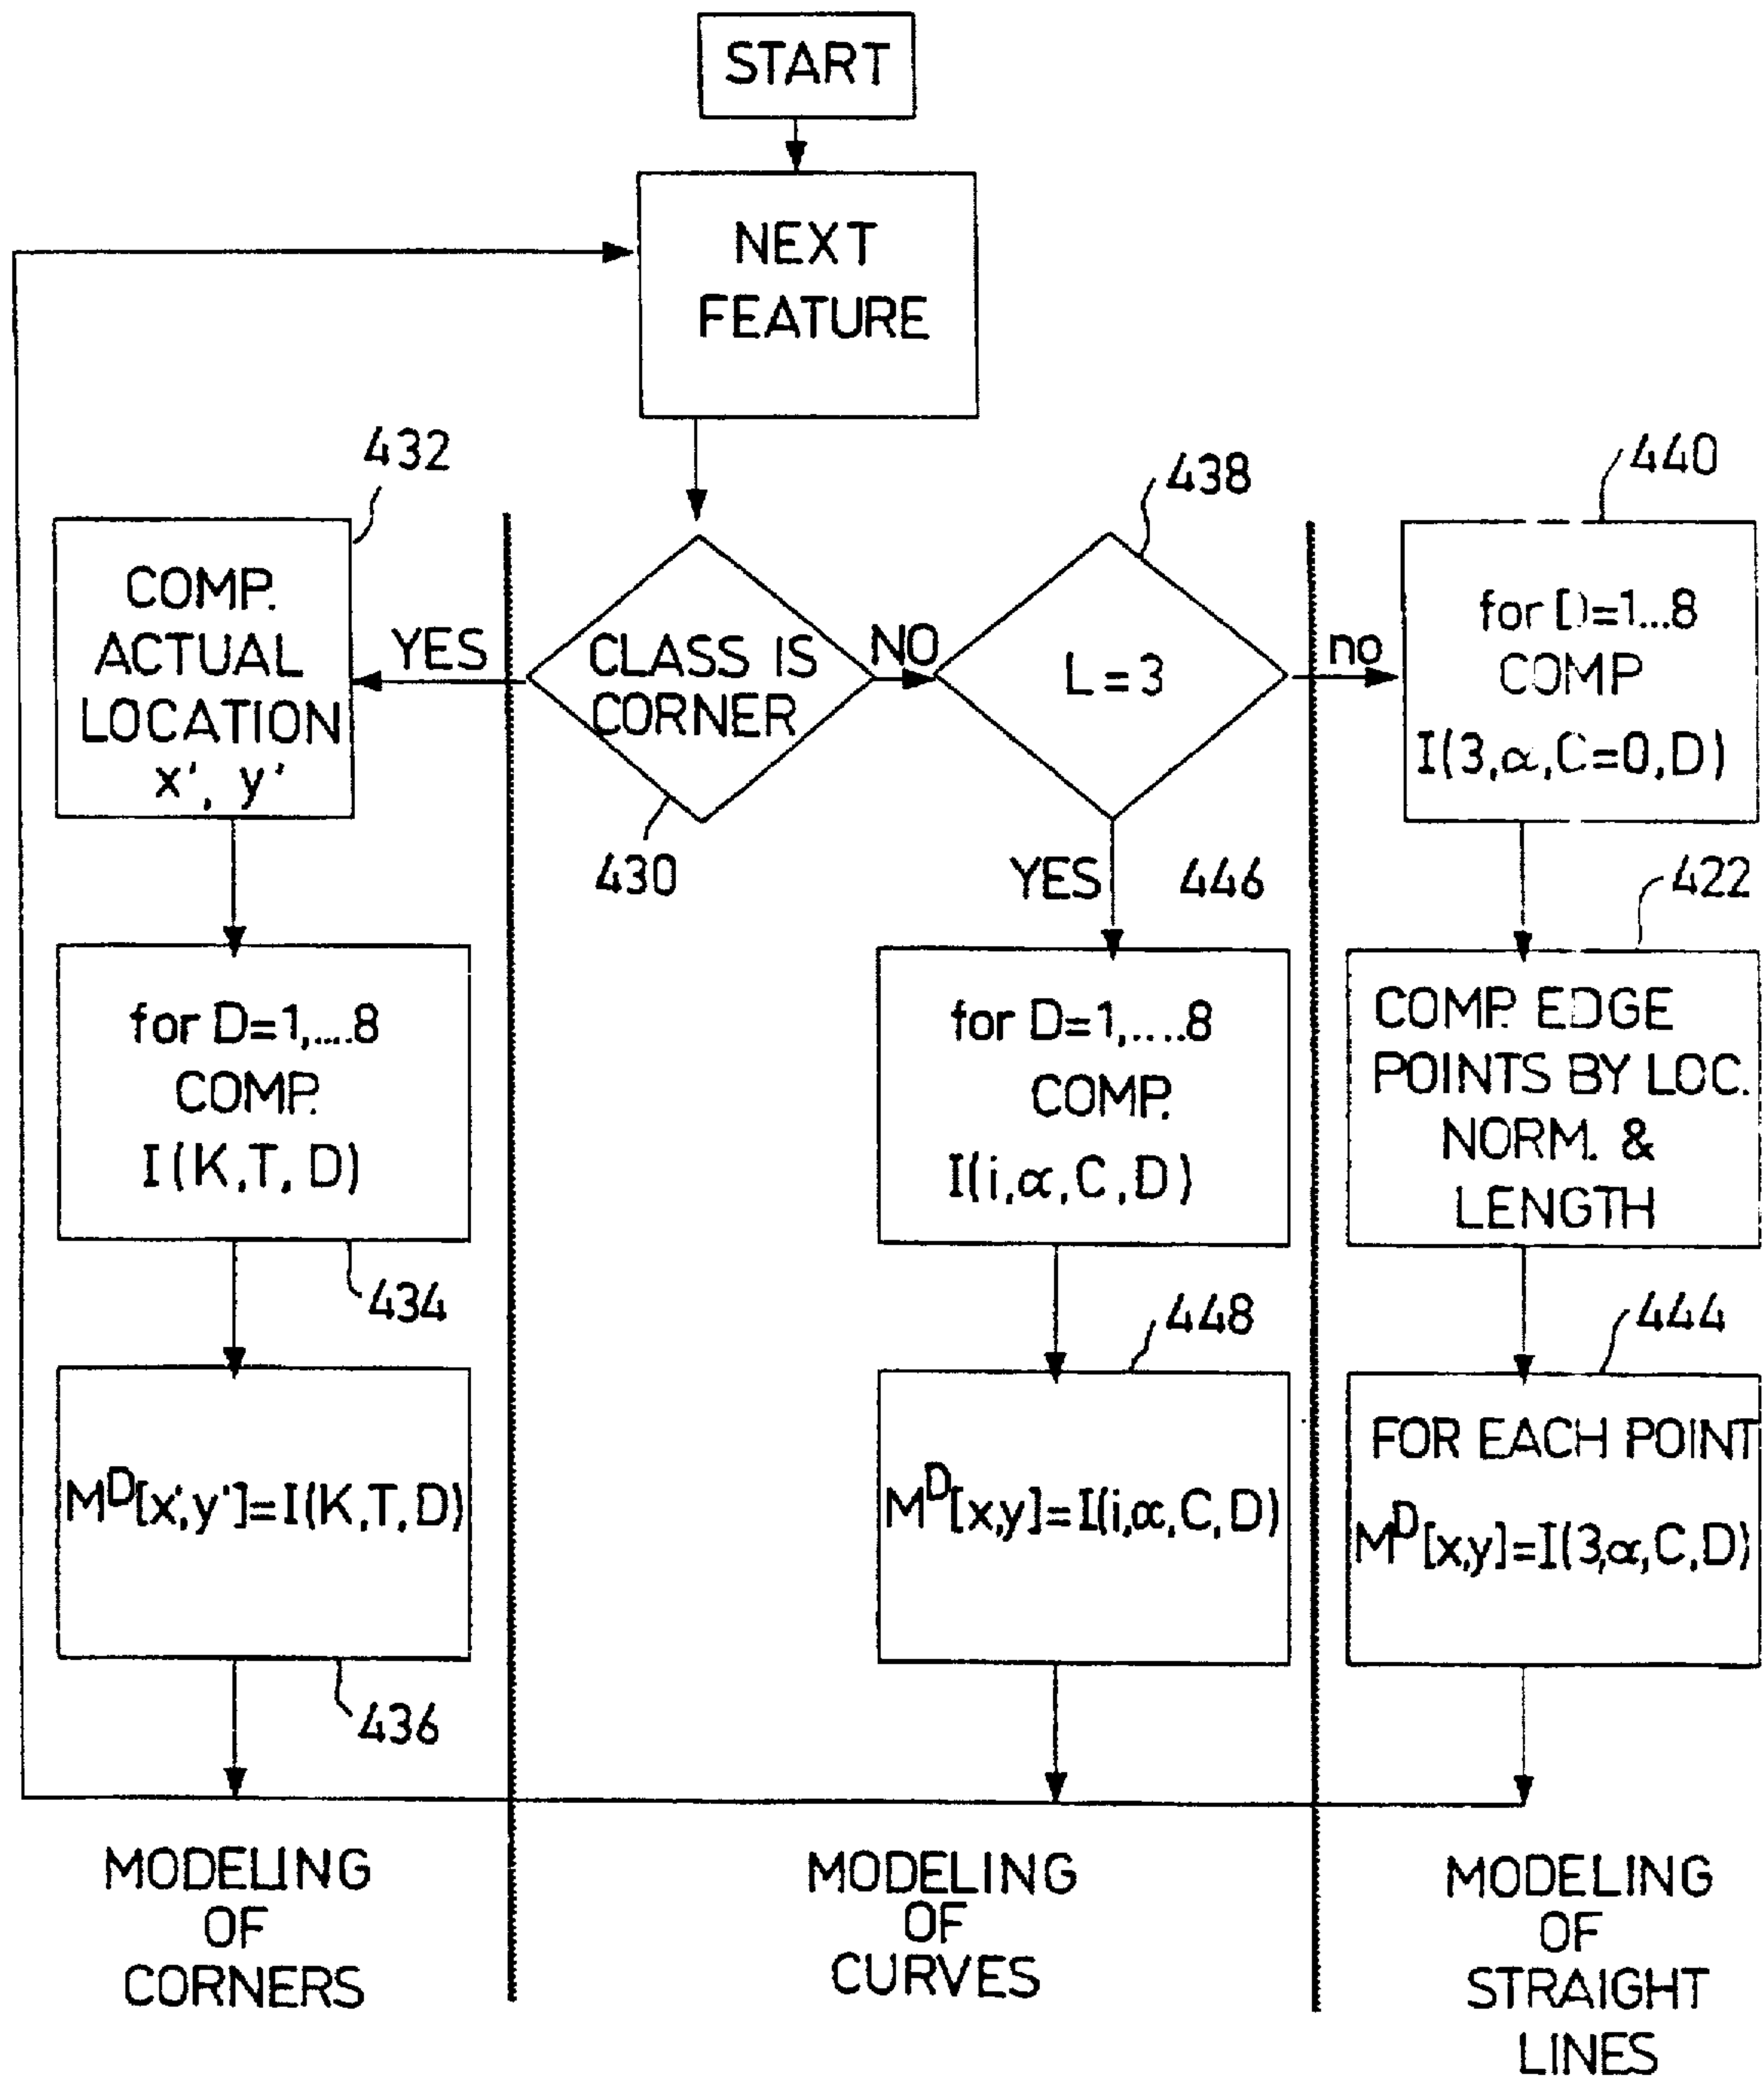 START
NEXT
FEATURE
432
438
440
COMP.
ACTUAL
LOCATION
x', y'
YES
CLASS IS
CORNER
NO
L = 3
no
for D=1...8
COMP
I(3,α,C=0,D)
430
YES
446
422
for D=1,....8
COMP.
I(K,T,D)
for D=1,....8
COMP.
I(i,α,C,D)
COMP. EDGE
POINTS BY LOC.
NORM. &
LENGTH
434
448
444
M^D[x',y']=I(K,T,D)
M^D[x,y]=I(i,α,C,D)
FOR EACH POINT
M^D[x,y]=I(3,α,C,D)
436
MODELING
OF
CORNERS
MODELING
OF
CURVES
MODELING
OF
STRAIGHT
LINES